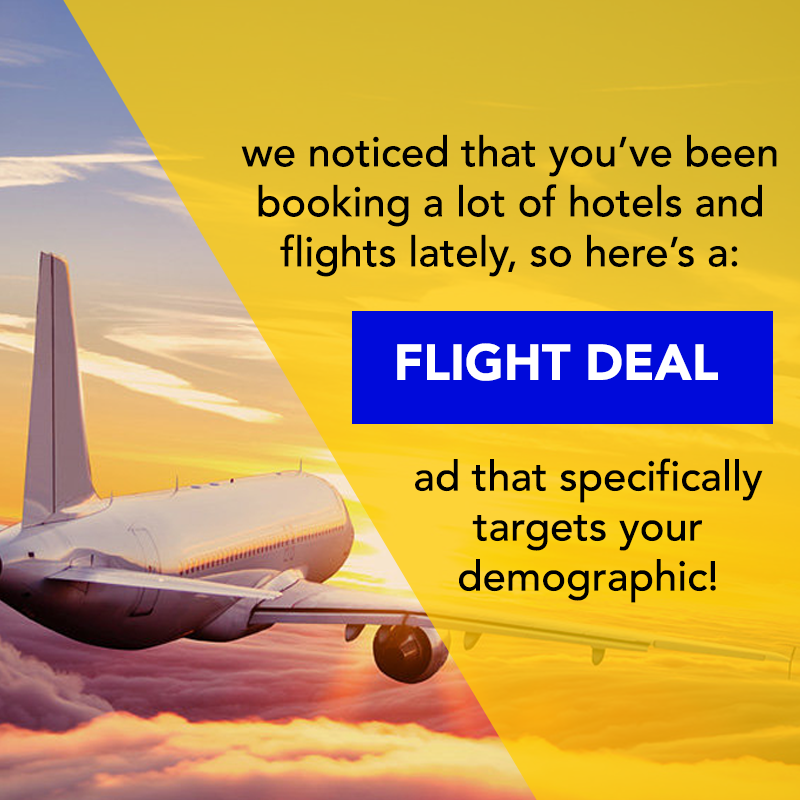 we noticed that you’ve been
booking a lot of hotels and
flights lately, so here’s a:
FLIGHT DEAL
ad that specifically
targets your
demographic!